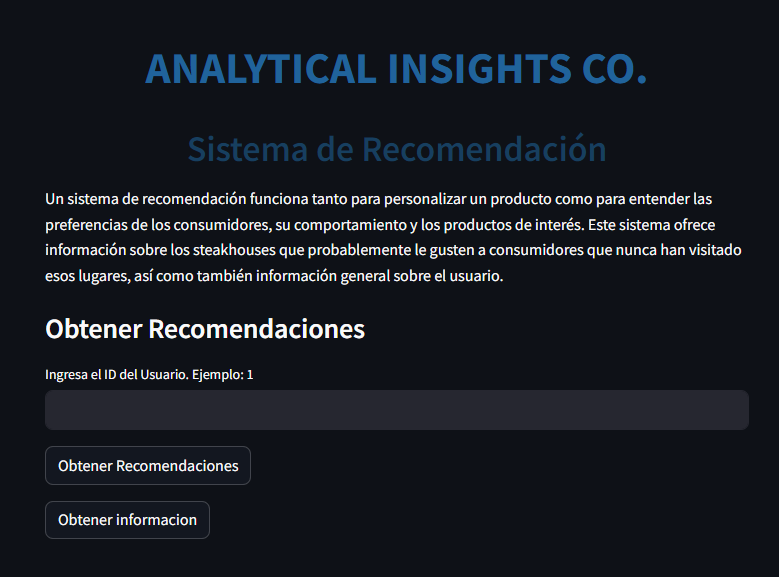 ANALYTICAL INSIGHTS CO.
Sistema de Recomendación
Un sistema de recomendación funciona tanto para personalizar un producto como para entender las
preferencias de los consumidores, su comportamiento y los productos de interés. Este sistema ofrece
información sobre los steakhouses que probablemente le gusten a consumidores que nunca han visitado
esos lugares, así como también información general sobre el usuario.
Obtener Recomendaciones
Ingresa el ID del Usuario. Ejemplo: 1
Obtener Recomendaciones
Obtener informacion